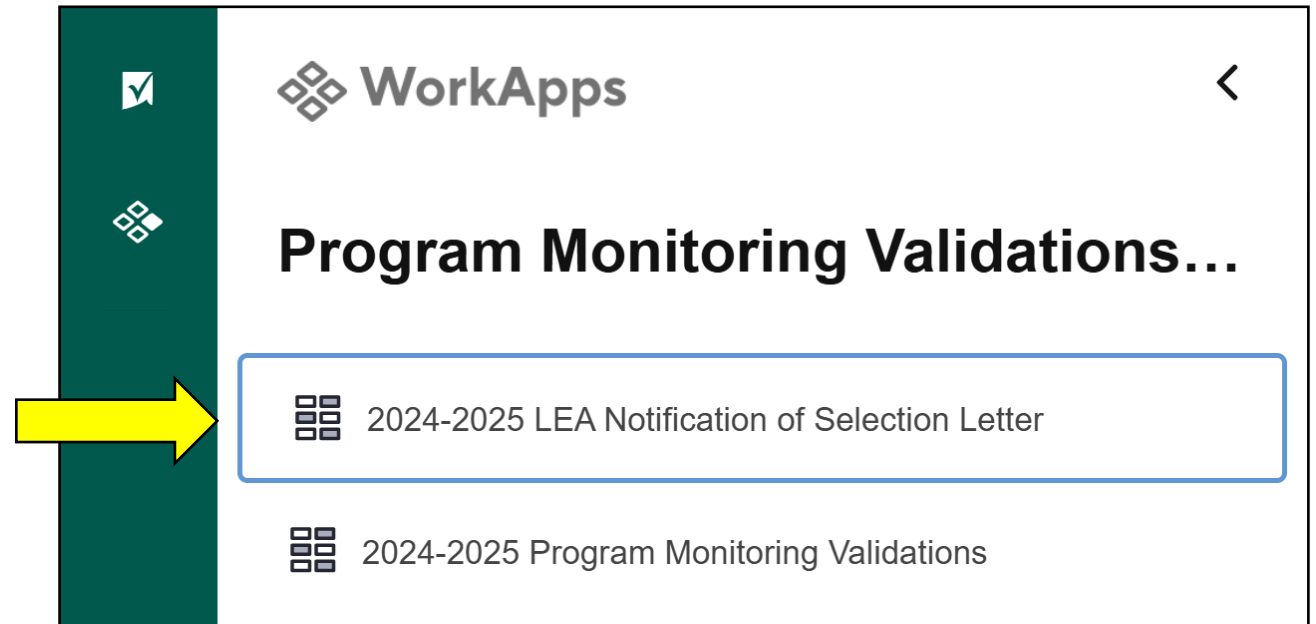 WorkApps
Program Monitoring Validations...
2024-2025 LEA Notification of Selection Letter
2024-2025 Program Monitoring Validations